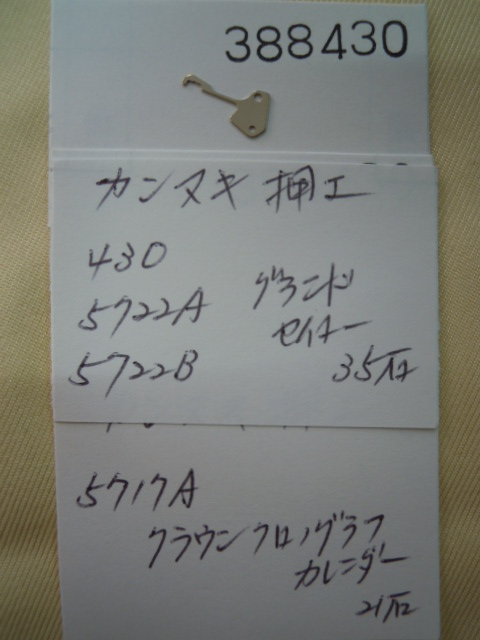 388430
カンヌキ押エ
430
5722A グランド
セイコー
5722B 35石
5717A
クラウンクロノグラフ
カレンダー
21石